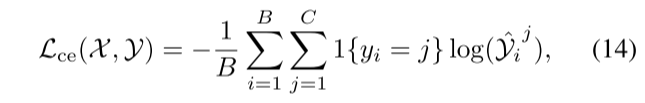 $\mathcal{L}_{\text{ce}}(\mathcal{X}, \mathcal{Y}) = -\frac{1}{B} \sum_{i=1}^{B} \sum_{j=1}^{C} 1\{y_i = j\} \log(\hat{\mathcal{Y}}_i^{\,j}), \quad (14)$